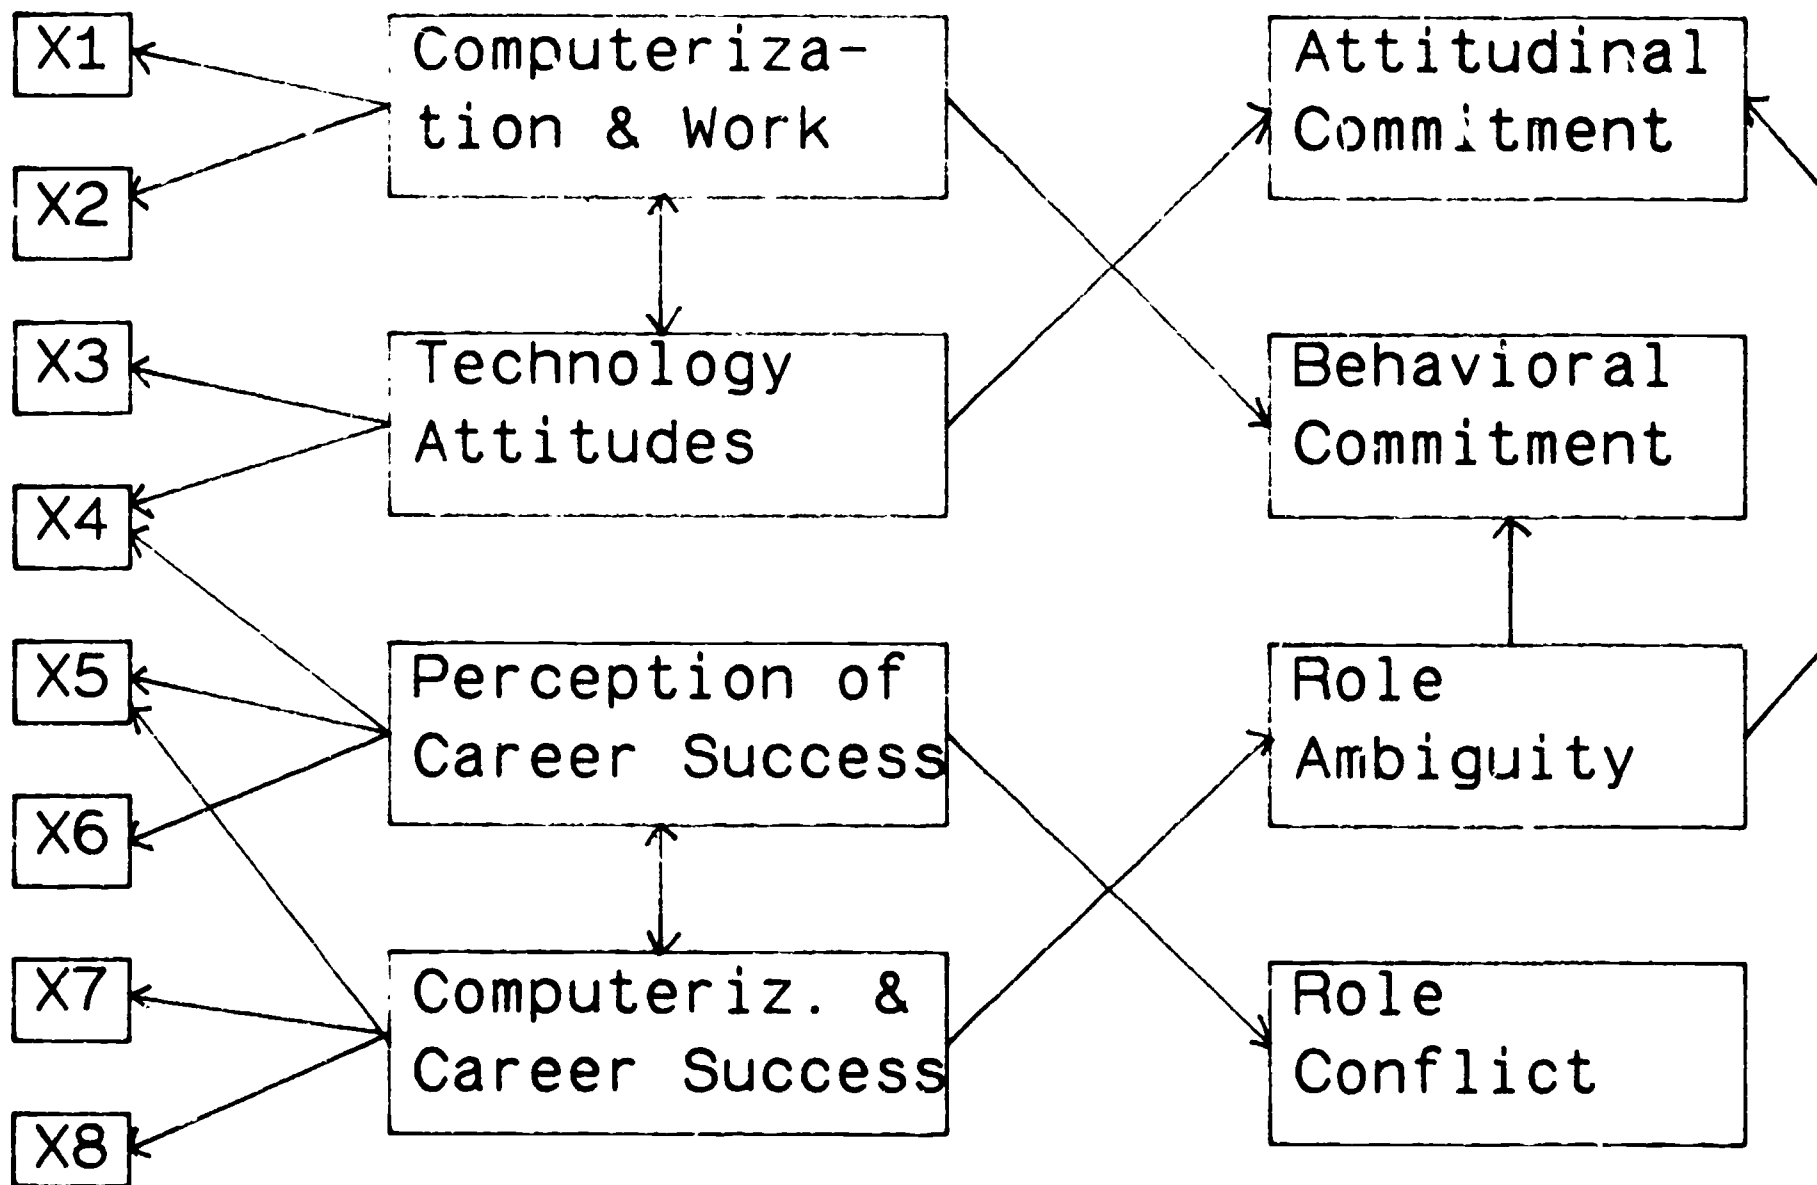 X1
X2
X3
X4
X5
X6
X7
X8
Computeriza-
tion & Work
Technology
Attitudes
Perception of
Career Success
Computeriz. &
Career Success
Attitudinal
Commitment
Behavioral
Commitment
Role
Ambiguity
Role
Conflict